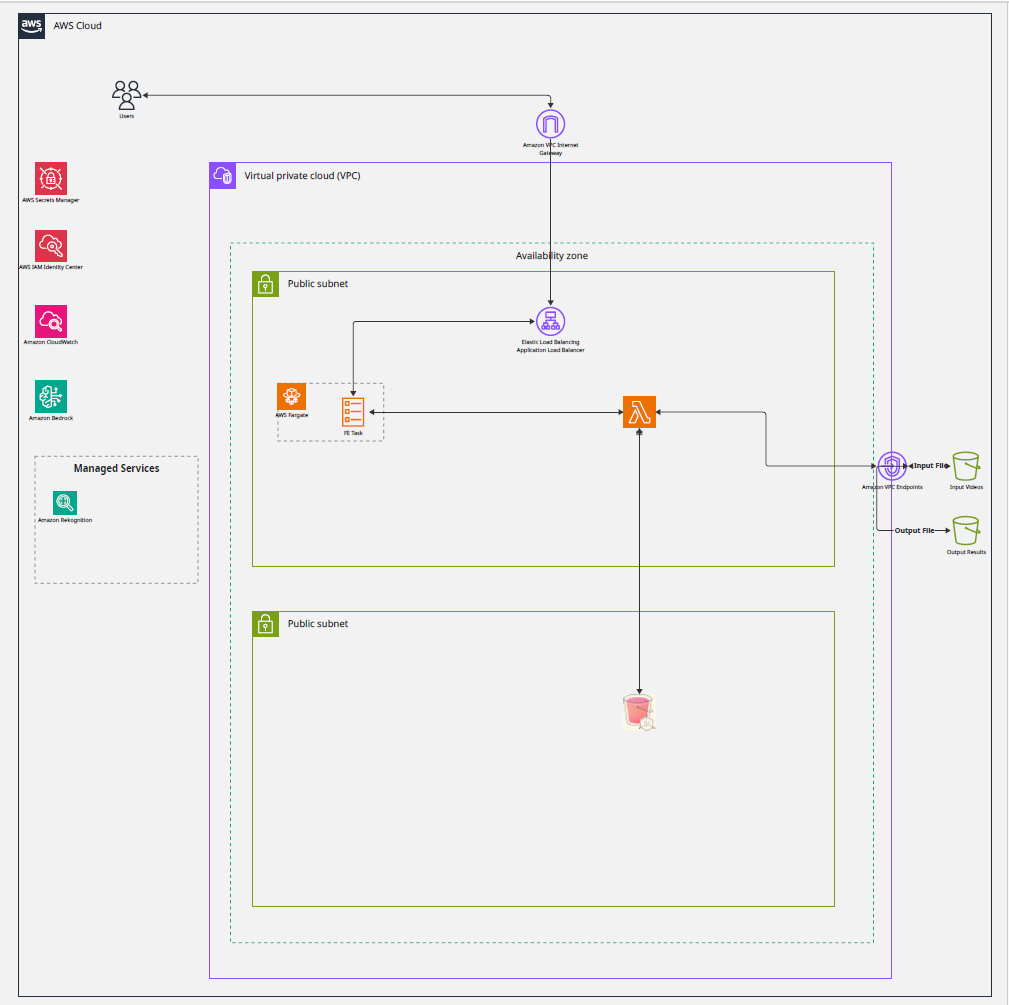 aws
AWS Cloud
Users
Amazon VPC Internet
Gateway
AWS Secrets Manager
Virtual private cloud (VPC)
AWS IAM Identity Center
Availability zone
Public subnet
Amazon CloudWatch
Elastic Load Balancing
Application Load Balancer
Amazon Bedrock
AWS Fargate
FE Task
Managed Services
Amazon Rekognition
Input File
Amazon VPC Endpoints
Input Videos
Output File
Output Results
Public subnet